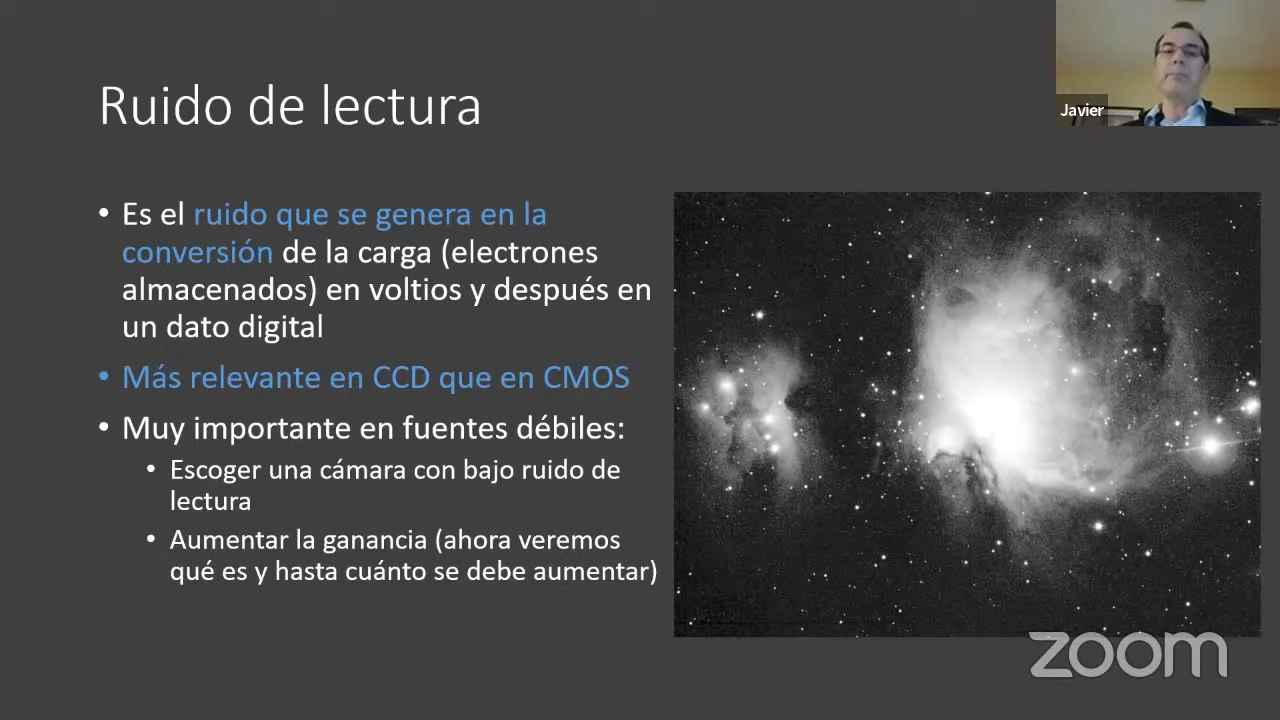 Ruido de lectura
Javier
• Es el ruido que se genera en la
conversión de la carga (electrones
almacenados) en voltios y después en
un dato digital
• Más relevante en CCD que en CMOS
• Muy importante en fuentes débiles:
• Escoger una cámara con bajo ruido de
lectura
• Aumentar la ganancia (ahora veremos
qué es y hasta cuánto se debe aumentar)
zoom